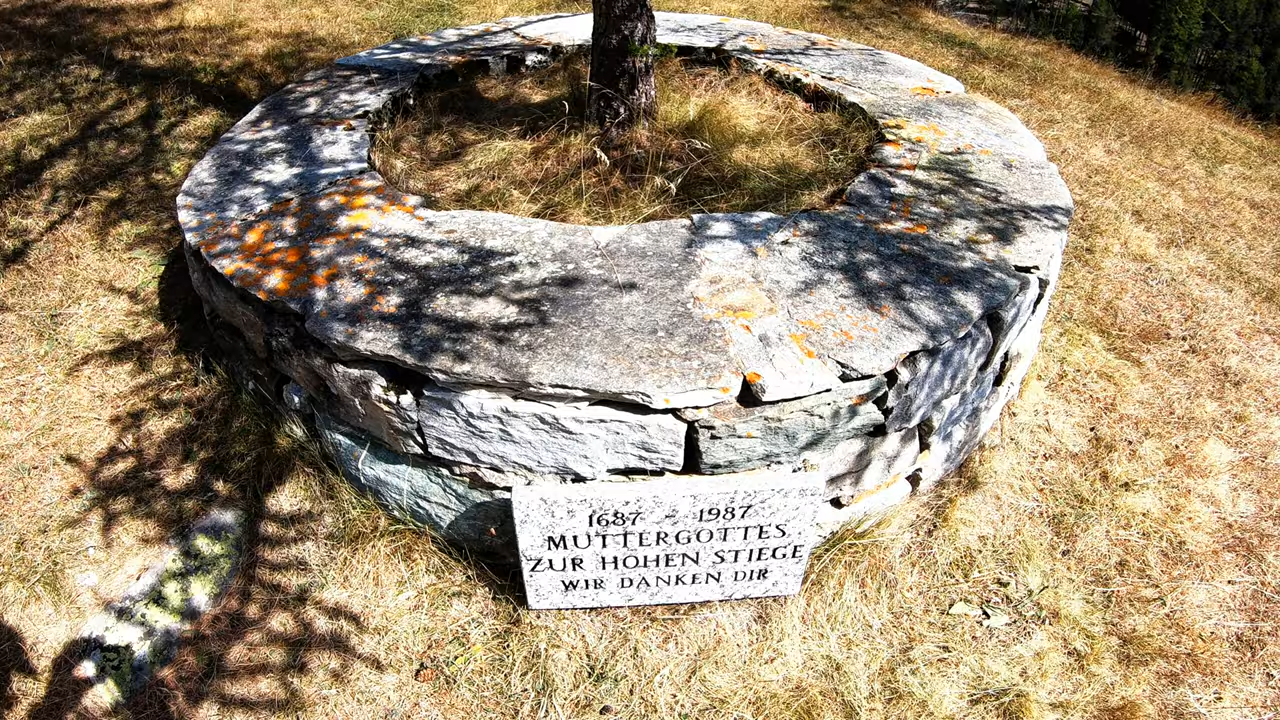 1687 - 1987
MUTTERGOTTES
ZUR HOHEN STIEGE
WIR DANKEN DIR